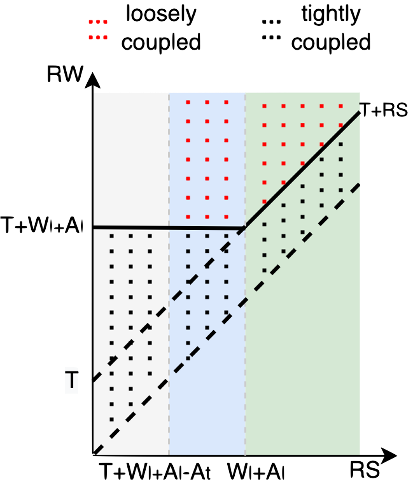 loosely
coupled
tightly
coupled
RW
T+RS
T+Wl+Al
T
T+Wl+Al-At
Wl+Al
RS